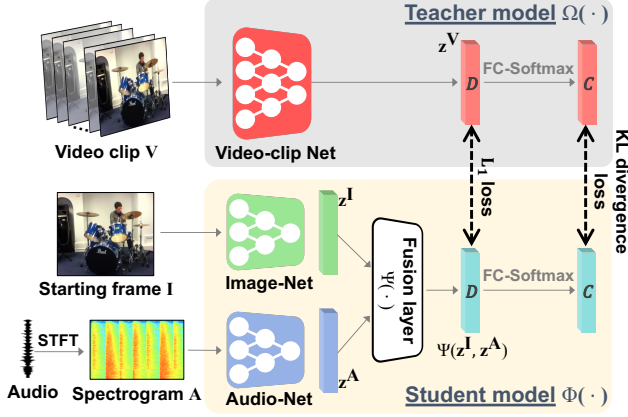 Teacher model Ω(·)
z^V
D
FC-Softmax
C
Video clip V
Video-clip Net
L₁ loss
KL divergence
loss
z^I
Image-Net
Starting frame I
Fusion layer
Ψ(·)
D
FC-Softmax
C
Ψ(z^I, z^A)
STFT
Audio
Spectrogram A
Audio-Net
z^A
Student model Φ(·)